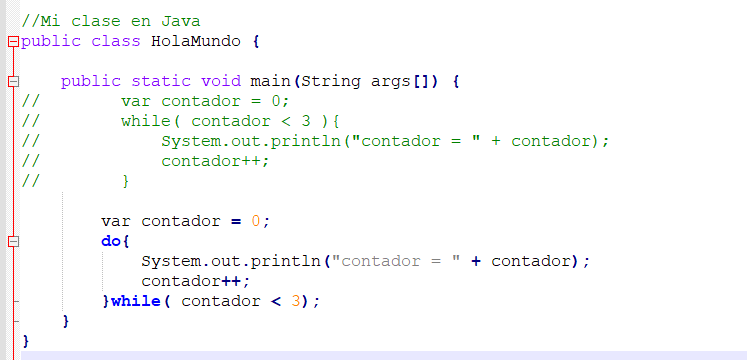 //Mi clase en Java
public class HolaMundo {
    public static void main(String args[]) {
//        var contador = 0;
//        while( contador < 3 ){
//            System.out.println("contador = " + contador);
//            contador++;
//        }
        var contador = 0;
        do{
            System.out.println("contador = " + contador);
            contador++;
        }while( contador < 3);
    }
}